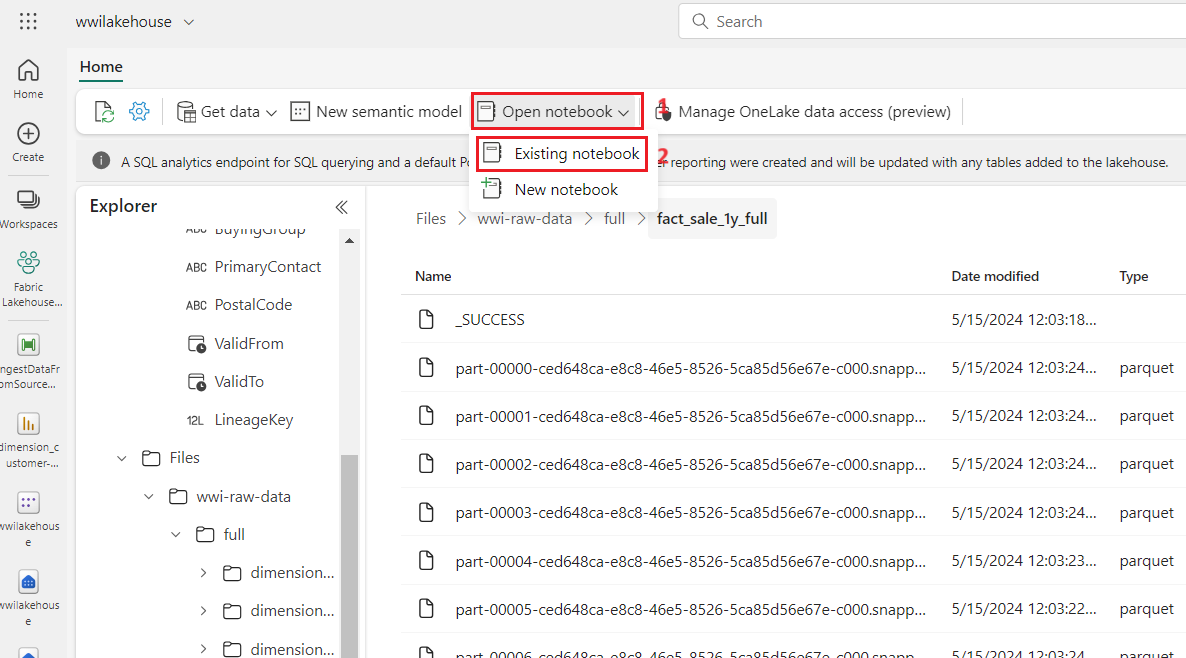 wwilakehouse
Search
Home
Home
Get data
New semantic model
Open notebook
1
Manage OneLake data access (preview)
Existing notebook
2
New notebook
A SQL analytics endpoint for SQL querying and a default
reporting were created and will be updated with any tables added to the lakehouse.
Create
Workspaces
Fabric
Lakehouse...
ngestDataFr
omSource...
dimension_c
ustomer-...
wwilakehous
e
wwilakehous
e
Explorer
ABC BuyingGroup
ABC PrimaryContact
ABC PostalCode
ValidFrom
ValidTo
12L LineageKey
Files
wwi-raw-data
full
dimension...
dimension...
dimension...
Files > wwi-raw-data > full > fact_sale_1y_full
Name Date modified Type
_SUCCESS 5/15/2024 12:03:18...
part-00000-ced648ca-e8c8-46e5-8526-5ca85d56e67e-c000.snapp... 5/15/2024 12:03:24... parquet
part-00001-ced648ca-e8c8-46e5-8526-5ca85d56e67e-c000.snapp... 5/15/2024 12:03:24... parquet
part-00002-ced648ca-e8c8-46e5-8526-5ca85d56e67e-c000.snapp... 5/15/2024 12:03:24... parquet
part-00003-ced648ca-e8c8-46e5-8526-5ca85d56e67e-c000.snapp... 5/15/2024 12:03:24... parquet
part-00004-ced648ca-e8c8-46e5-8526-5ca85d56e67e-c000.snapp... 5/15/2024 12:03:23... parquet
part-00005-ced648ca-e8c8-46e5-8526-5ca85d56e67e-c000.snapp... 5/15/2024 12:03:22... parquet
part-00006-ced648ca-e8c8-46e5-8526-5ca85d56e67e-c000.snapp... 5/15/2024 12:03:24... parquet